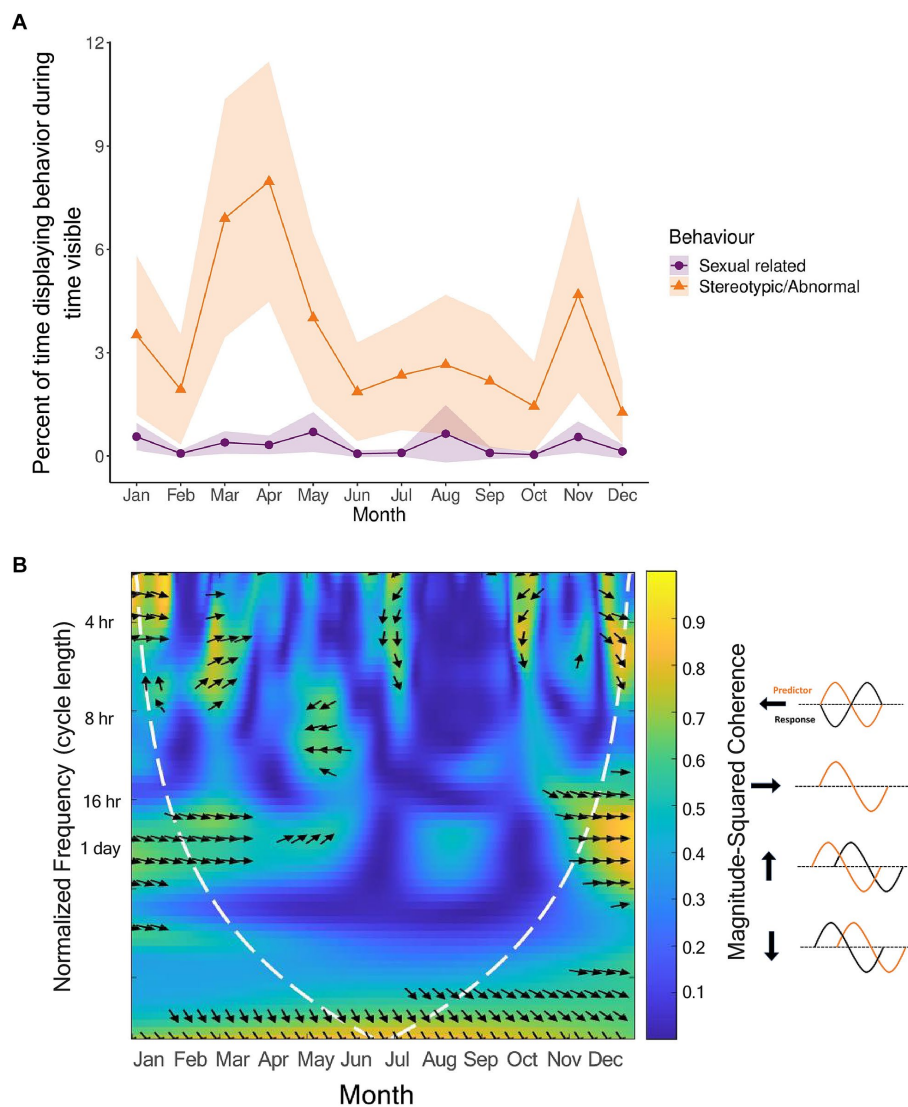 A
Percent of time displaying behavior during
time visible
12
9
6
3
0
Jan Feb Mar Apr May Jun Jul Aug Sep Oct Nov Dec
Month
Behaviour
Sexual related
Stereotypic/Abnormal
B
Normalized Frequency (cycle length)
4 hr
8 hr
16 hr
1 day
Jan Feb Mar Apr May Jun Jul Aug Sep Oct Nov Dec
Month
0.9
0.8
0.7
0.6
0.5
0.4
0.3
0.2
0.1
Magnitude-Squared Coherence
Predictor
Response